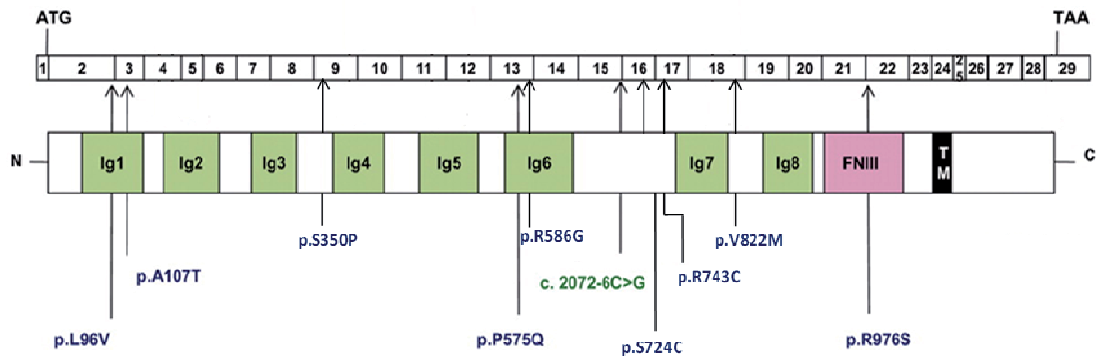 ATG TAA
1 2 3 4 5 6 7 8 9 10 11 12 13 14 15 16 17 18 19 20 21 22 23 24 25 26 27 28 29
N Ig1 Ig2 Ig3 Ig4 Ig5 Ig6 Ig7 Ig8 FNIII TM C
p.S350P p.R586G p.V822M
p.A107T c. 2072-6C>G p.R743C
p.L96V p.P575Q p.S724C p.R976S